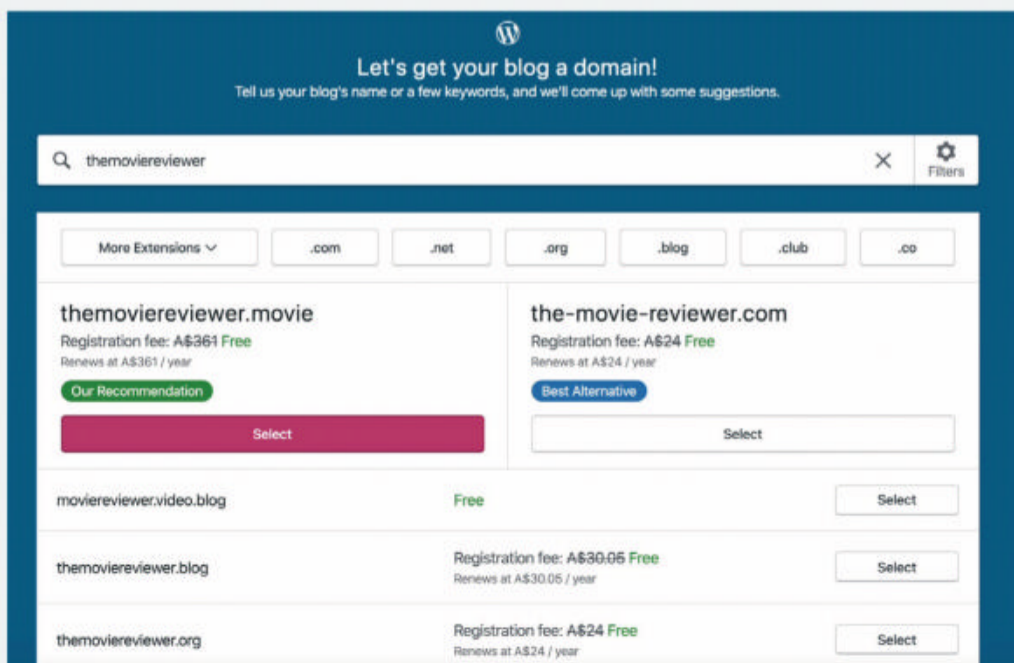 Let's get your blog a domain!
Tell us your blog's name or a few keywords, and we'll come up with some suggestions.
themoviereviewer
Filters
More Extensions
.com
.net
.org
.blog
.club
.co
themoviereviewer.movie
Registration fee: A$361 Free
Renews at A$361 / year
Our Recommendation
Select
the-movie-reviewer.com
Registration fee: A$24 Free
Renews at A$24 / year
Best Alternative
Select
moviereviewer.video.blog
Free
Select
themoviereviewer.blog
Registration fee: A$30.05 Free
Renews at A$30.05 / year
Select
themoviereviewer.org
Registration fee: A$24 Free
Renews at A$24 / year
Select